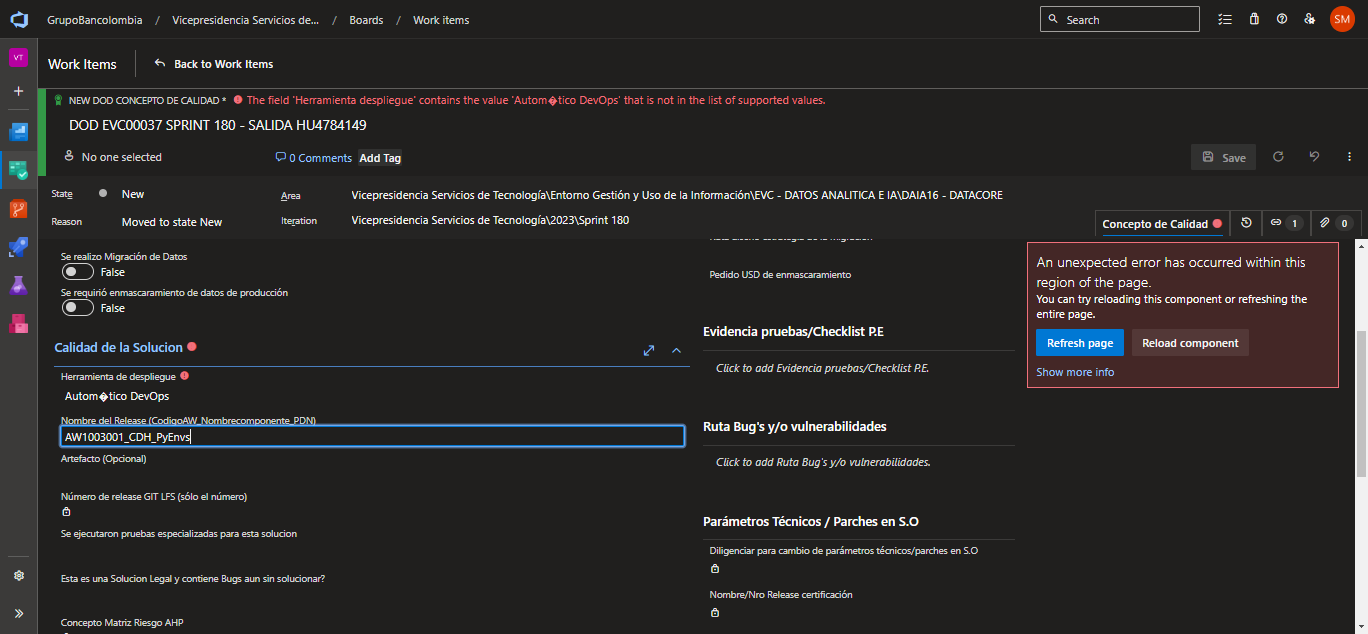 GrupoBancolombia / Vicepresidencia Servicios de... / Boards / Work items
Search
SM
VT
Work Items
Back to Work Items
NEW DOD CONCEPTO DE CALIDAD * The field 'Herramienta despliegue' contains the value 'Autom�tico DevOps' that is not in the list of supported values.
DOD EVC00037 SPRINT 180 - SALIDA HU4784149
No one selected
0 Comments
Add Tag
Save
State
New
Area
Vicepresidencia Servicios de Tecnología\Entorno Gestión y Uso de la Información\EVC - DATOS ANALITICA E IA\DAIA16 - DATACORE
Reason
Moved to state New
Iteration
Vicepresidencia Servicios de Tecnología\2023\Sprint 180
Concepto de Calidad
1
0
Se realizo Migración de Datos
False
Se requirió enmascaramiento de datos de producción
False
Calidad de la Solucion
Herramienta de despliegue
Autom�tico DevOps
Nombre del Release (CodigoAW_Nombrecomponente_PDN)
AW1003001_CDH_PyEnvs
Artefacto (Opcional)
Número de release GIT LFS (sólo el número)
Se ejecutaron pruebas especializadas para esta solucion
Esta es una Solucion Legal y contiene Bugs aun sin solucionar?
Concepto Matriz Riesgo AHP
Ruta diseño estrategia de la migración
Pedido USD de enmascaramiento
Evidencia pruebas/Checklist P.E
Click to add Evidencia pruebas/Checklist P.E.
Ruta Bug's y/o vulnerabilidades
Click to add Ruta Bug's y/o vulnerabilidades.
Parámetros Técnicos / Parches en S.O
Diligenciar para cambio de parámetros técnicos/parches en S.O
Nombre/Nro Release certificación
An unexpected error has occurred within this
region of the page.
You can try reloading this component or refreshing the
entire page.
Refresh page
Reload component
Show more info